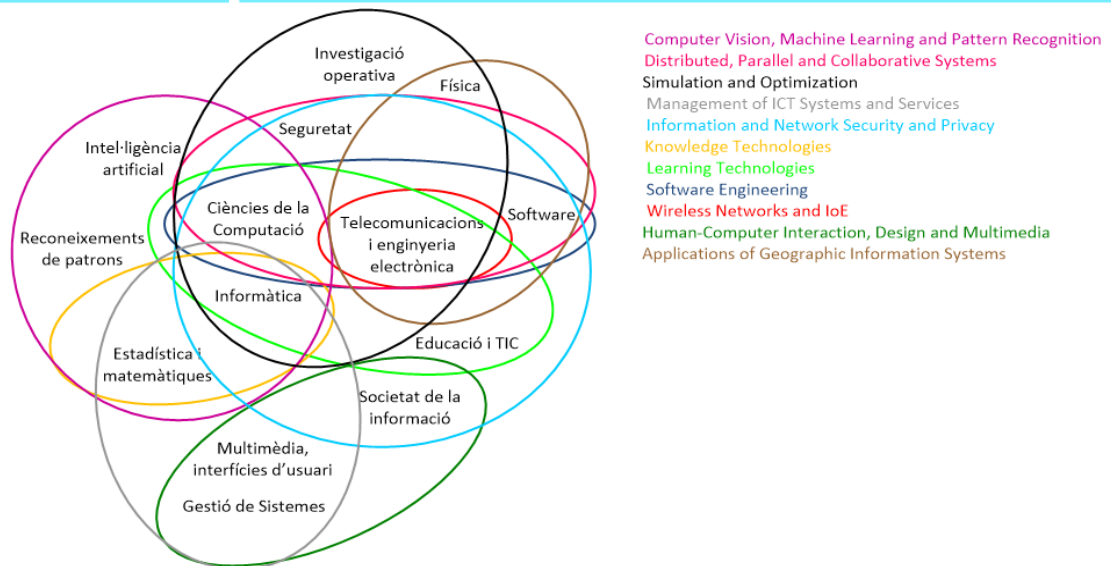 Investigació
operativa
Física
Seguretat
Intel·ligència
artificial
Ciències de la
Computació
Telecomunicacions
i enginyeria
electrònica
Software
Reconeixements
de patrons
Informàtica
Estadística i
matemàtiques
Educació i TIC
Societat de la
informació
Multimèdia,
interfícies d'usuari
Gestió de Sistemes
Computer Vision, Machine Learning and Pattern Recognition
Distributed, Parallel and Collaborative Systems
Simulation and Optimization
Management of ICT Systems and Services
Information and Network Security and Privacy
Knowledge Technologies
Learning Technologies
Software Engineering
Wireless Networks and IoE
Human-Computer Interaction, Design and Multimedia
Applications of Geographic Information Systems